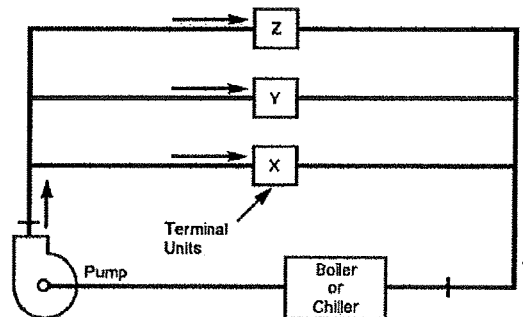 Z
Y
X
Terminal
Units
Pump
Boiler
or
Chiller